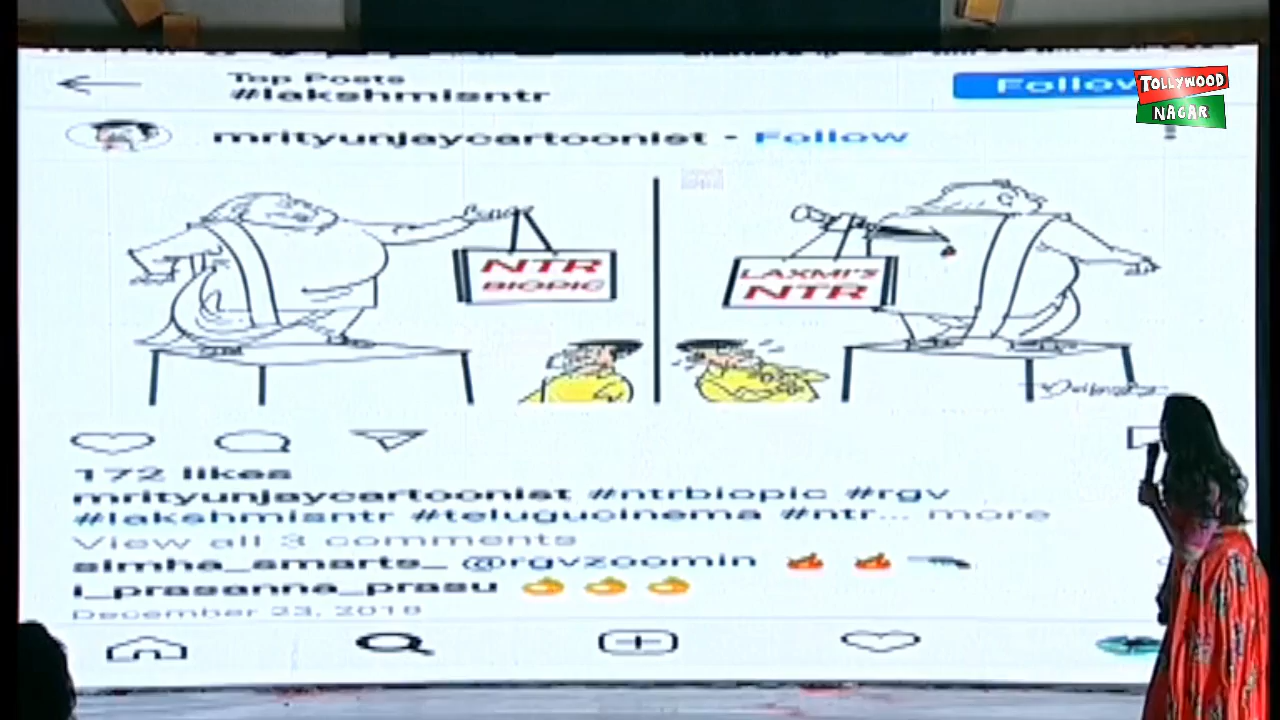 Top Posts
#lakshmisntr
Follow
TOLLYWOOD
NAGAR
mrityunjaycartoonist · Follow
NTR
BIOPIC
LAXMI'S
NTR
172 likes
mrityunjaycartoonist #ntrbiopic #rgv
#lakshmisntr #telugucinema #ntr... more
View all 3 comments
simha_smarts_ @rgvzoomin 🔥 🔥 🔫
i_prasanna_prasu 👌 👌 👌
December 23, 2018